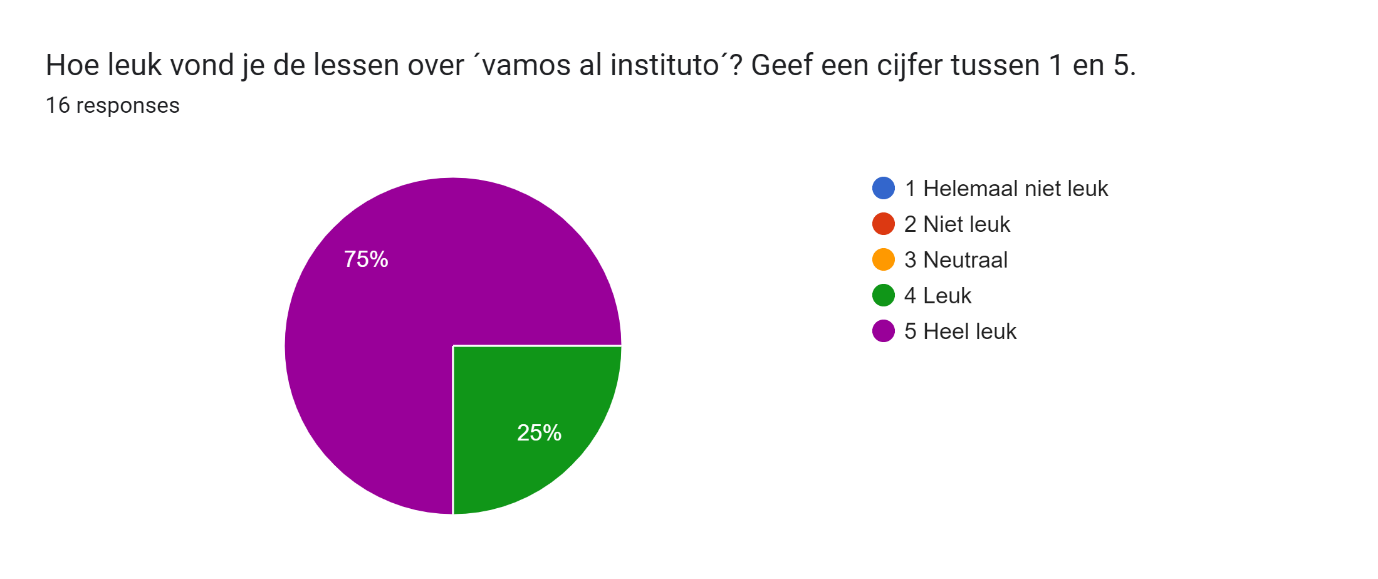 Hoe leuk vond je de lessen over ´vamos al instituto´? Geef een cijfer tussen 1 en 5.
16 responses
75%
25%
1 Helemaal niet leuk
2 Niet leuk
3 Neutraal
4 Leuk
5 Heel leuk